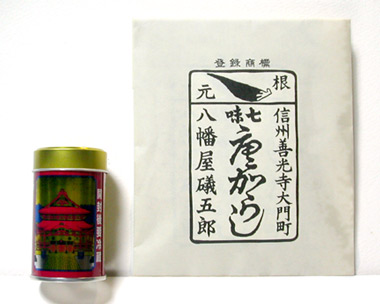 登録商標
根元
信州善光寺大門町
七味
唐がらし
八幡屋礒五郎